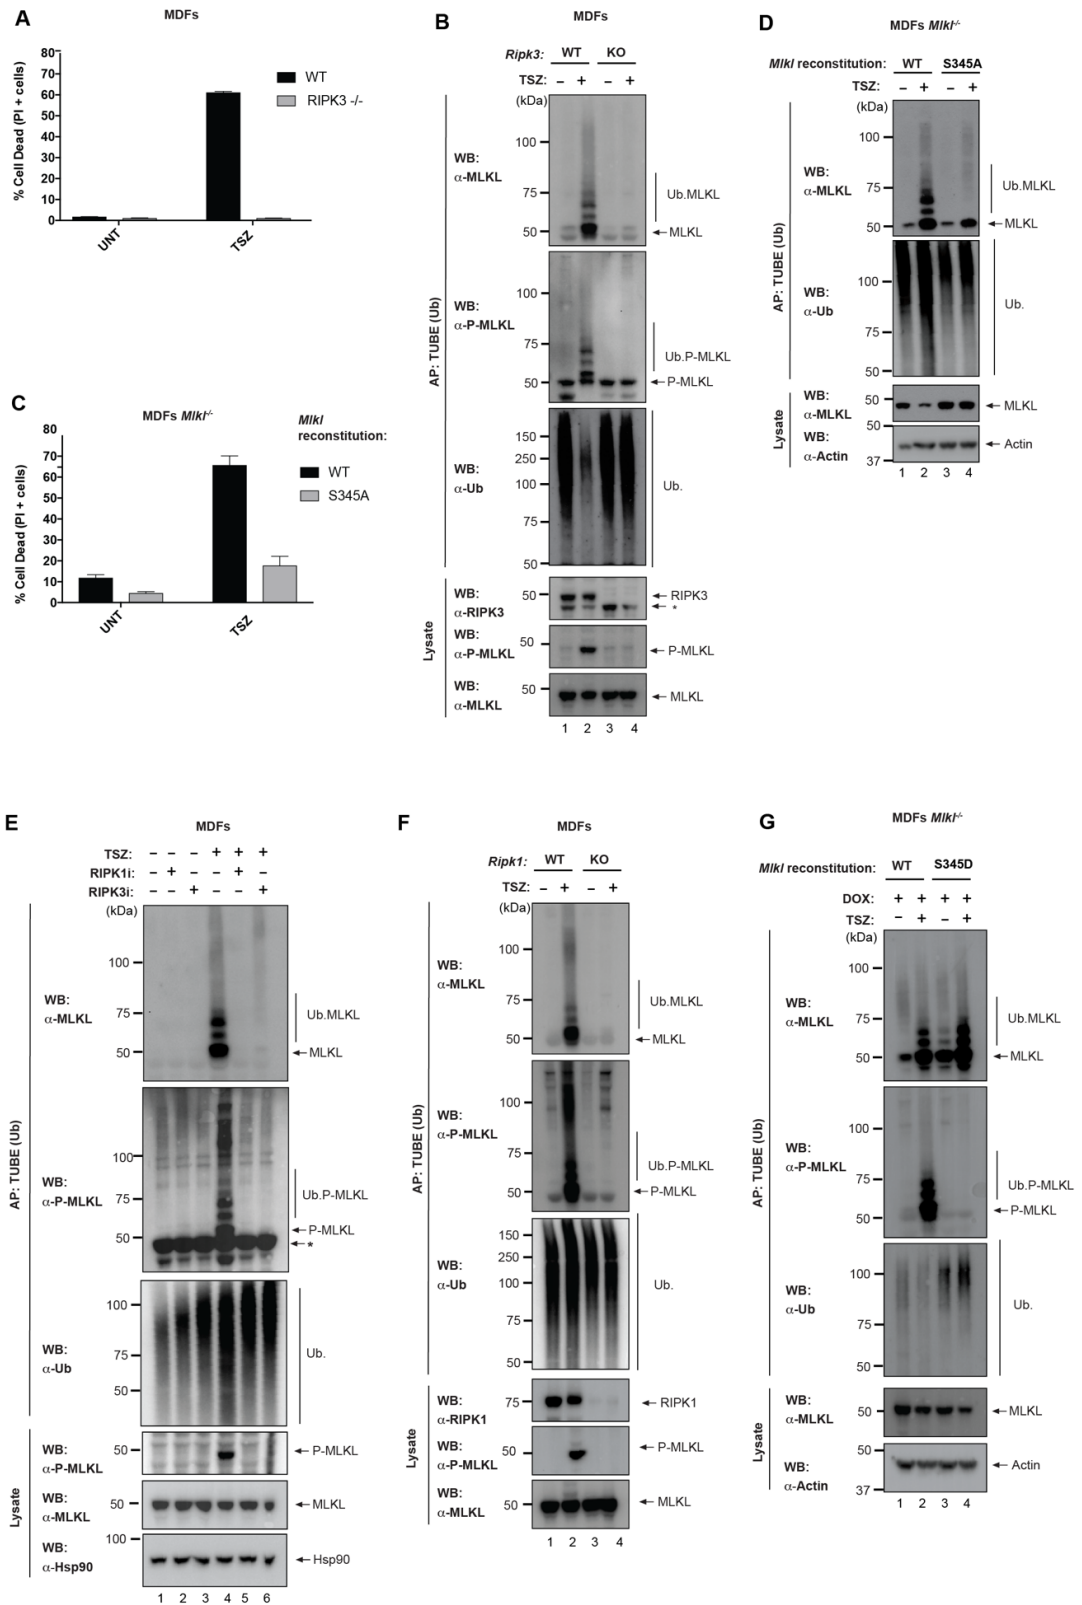 A
MDFs
% Cell Dead (PI + cells)
80
70
60
50
40
30
20
10
0
UNT
TSZ
WT
RIPK3 -/-
B
MDFs
Ripk3: WT KO
TSZ: – + – +
(kDa)
AP: TUBE (Ub)
WB: α-MLKL
100
75
50
Ub.MLKL
MLKL
WB: α-P-MLKL
100
75
50
Ub.P-MLKL
P-MLKL
WB: α-Ub
150
250
100
75
50
Ub.
Lysate
WB: α-RIPK3
50
RIPK3
*
WB: α-P-MLKL
50
P-MLKL
WB: α-MLKL
50
MLKL
1 2 3 4
C
MDFs Mlkl-/-
Mlkl reconstitution:
% Cell Dead (PI + cells)
80
70
60
50
40
30
20
10
0
UNT
TSZ
WT
S345A
D
MDFs Mlkl-/-
Mlkl reconstitution: WT S345A
TSZ: – + – +
(kDa)
AP: TUBE (Ub)
WB: α-MLKL
100
75
50
Ub.MLKL
MLKL
WB: α-Ub
100
75
50
Ub.
Lysate
WB: α-MLKL
50
MLKL
WB: α-Actin
50
37
Actin
1 2 3 4
E
MDFs
TSZ: – – – + + +
RIPK1i: – + – – + –
RIPK3i: – – + – – +
(kDa)
AP: TUBE (Ub)
WB: α-MLKL
100
75
50
Ub.MLKL
MLKL
WB: α-P-MLKL
100
75
50
Ub.P-MLKL
P-MLKL
*
WB: α-Ub
100
75
50
Ub.
Lysate
WB: α-P-MLKL
50
P-MLKL
WB: α-MLKL
50
MLKL
WB: α-Hsp90
100
Hsp90
1 2 3 4 5 6
F
MDFs
Ripk1: WT KO
TSZ: – + – +
(kDa)
AP: TUBE (Ub)
WB: α-MLKL
100
75
50
Ub.MLKL
MLKL
WB: α-P-MLKL
100
75
50
Ub.P-MLKL
P-MLKL
WB: α-Ub
150
250
100
75
50
Ub.
Lysate
WB: α-RIPK1
75
RIPK1
WB: α-P-MLKL
50
P-MLKL
WB: α-MLKL
50
MLKL
1 2 3 4
G
MDFs Mlkl-/-
Mlkl reconstitution: WT S345D
DOX: + + + +
TSZ: – + – +
(kDa)
AP: TUBE (Ub)
WB: α-MLKL
100
75
50
Ub.MLKL
MLKL
WB: α-P-MLKL
100
75
50
Ub.P-MLKL
P-MLKL
WB: α-Ub
100
75
50
Ub.
Lysate
WB: α-MLKL
50
MLKL
WB: α-Actin
50
37
Actin
1 2 3 4